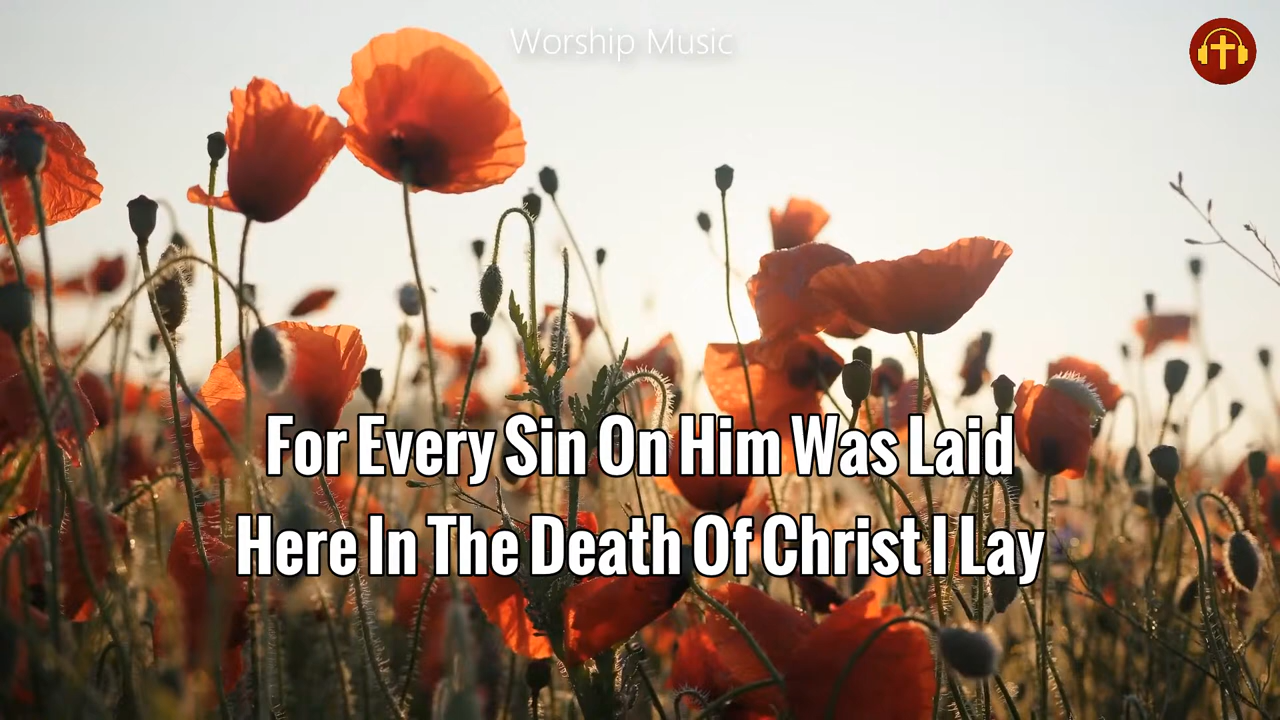 Worship Music
For Every Sin On Him Was Laid
Here In The Death Of Christ I Lay